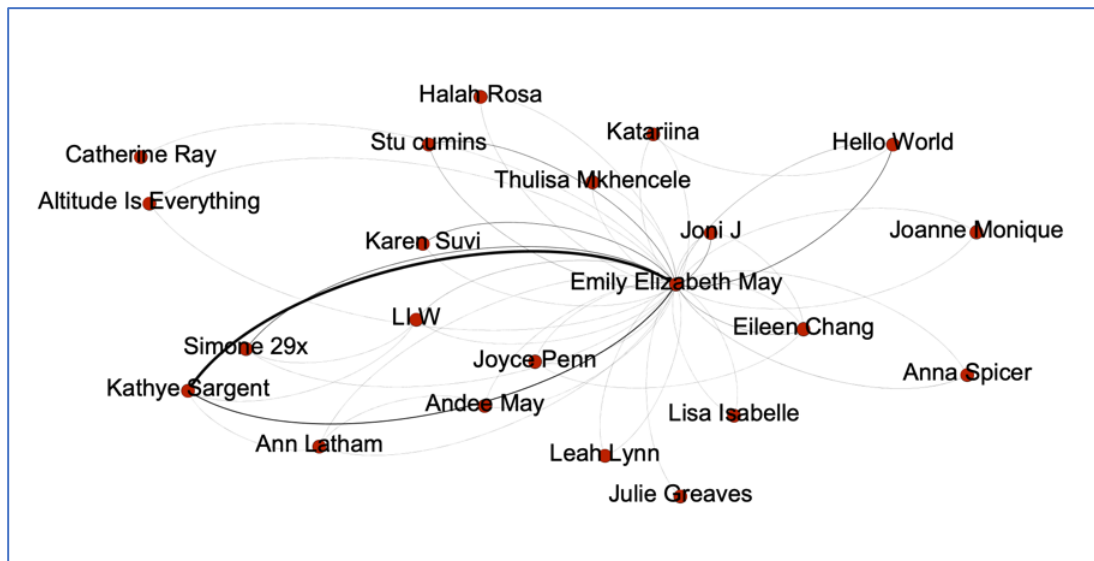 Halah Rosa
Stu cumins
Katariina
Hello World
Catherine Ray
Thulisa Mkhencele
Altitude Is Everything
Karen Suvi
Joni J
Joanne Monique
Emily Elizabeth May
LI W
Eileen Chang
Simone 29x
Joyce Penn
Kathye Sargent
Anna Spicer
Andee May
Lisa Isabelle
Ann Latham
Leah Lynn
Julie Greaves